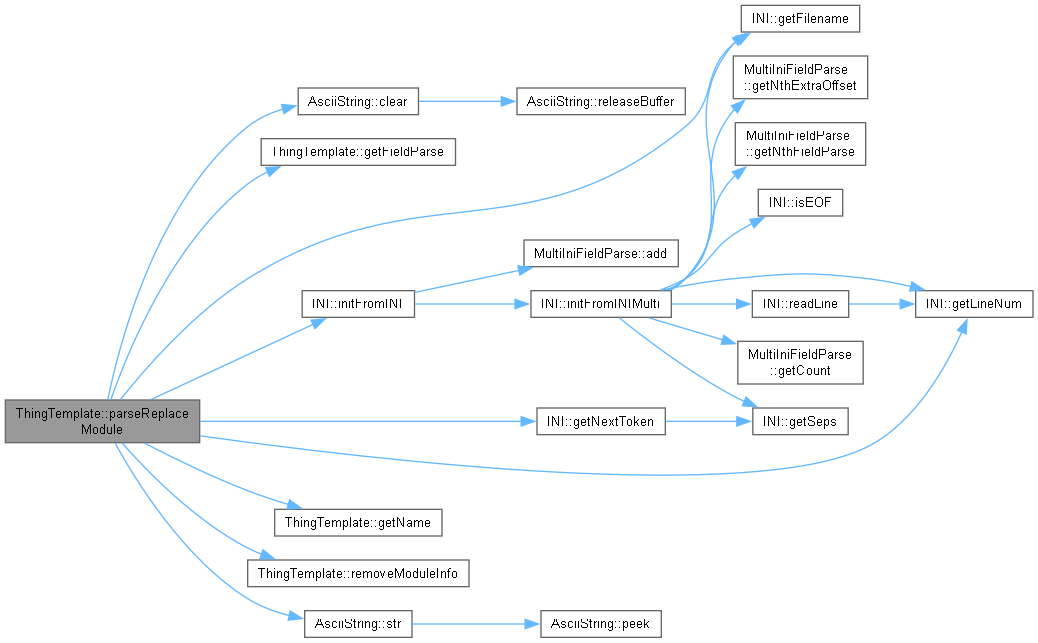 INI::getFilename
MultiIniFieldParse
::getNthExtraOffset
AsciiString::clear
AsciiString::releaseBuffer
MultiIniFieldParse
::getNthFieldParse
ThingTemplate::getFieldParse
INI::isEOF
MultiIniFieldParse::add
INI::initFromINI
INI::initFromINIMulti
INI::readLine
INI::getLineNum
MultiIniFieldParse
::getCount
ThingTemplate::parseReplace
Module
INI::getNextToken
INI::getSeps
ThingTemplate::getName
ThingTemplate::removeModuleInfo
AsciiString::str
AsciiString::peek